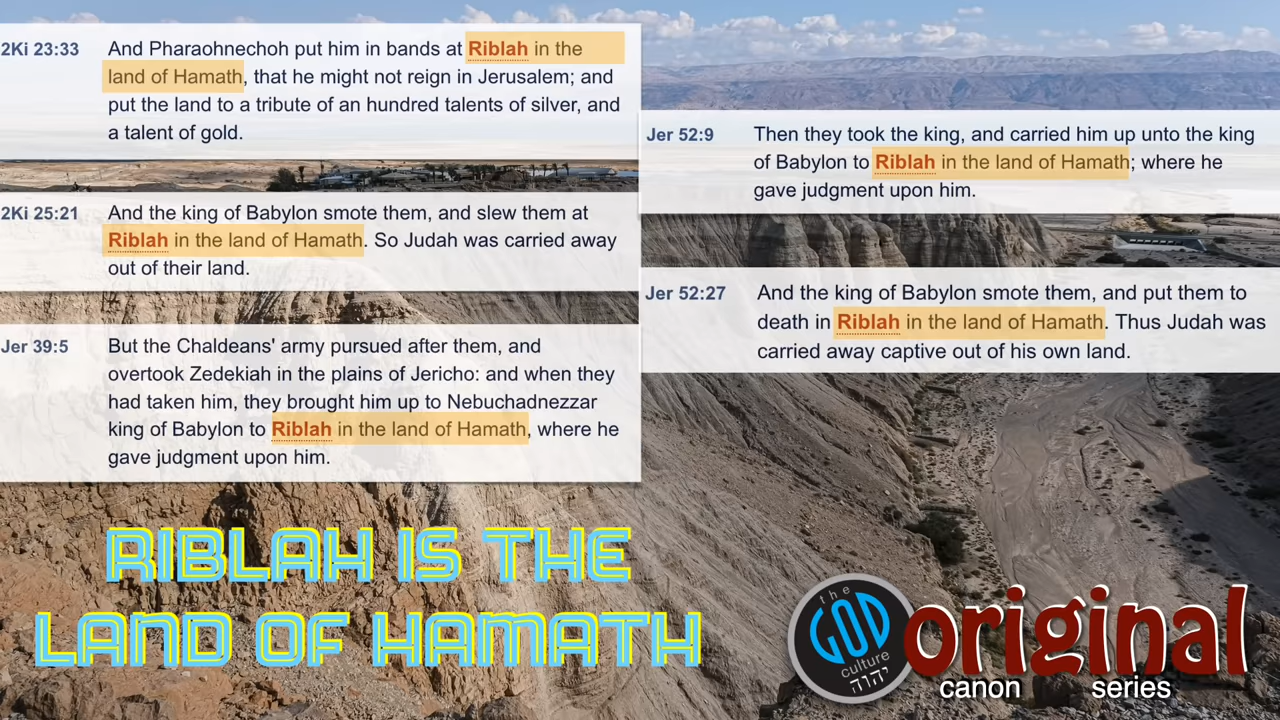 2Ki 23:33 And Pharaohnechoh put him in bands at Riblah in the
land of Hamath, that he might not reign in Jerusalem; and
put the land to a tribute of an hundred talents of silver, and
a talent of gold.
2Ki 25:21 And the king of Babylon smote them, and slew them at
Riblah in the land of Hamath. So Judah was carried away
out of their land.
Jer 39:5 But the Chaldeans' army pursued after them, and
overtook Zedekiah in the plains of Jericho: and when they
had taken him, they brought him up to Nebuchadnezzar
king of Babylon to Riblah in the land of Hamath, where he
gave judgment upon him.
Jer 52:9 Then they took the king, and carried him up unto the king
of Babylon to Riblah in the land of Hamath; where he
gave judgment upon him.
Jer 52:27 And the king of Babylon smote them, and put them to
death in Riblah in the land of Hamath. Thus Judah was
carried away captive out of his own land.
RIBLAH IS THE
LAND OF HAMATH
the
GOD
culture
יהוה
original
canon series